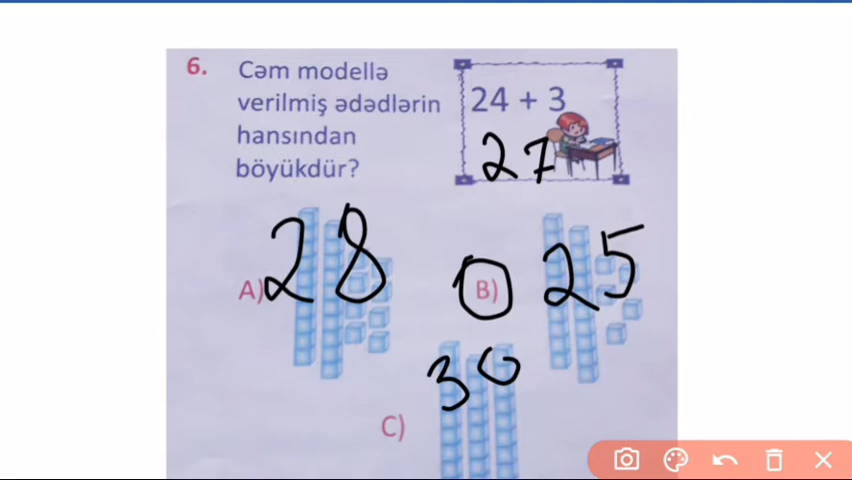 6. Cəm modellə
verilmiş ədədlərin
hansından
böyükdür?
24 + 3
27
A) 28
B) 25
C) 30